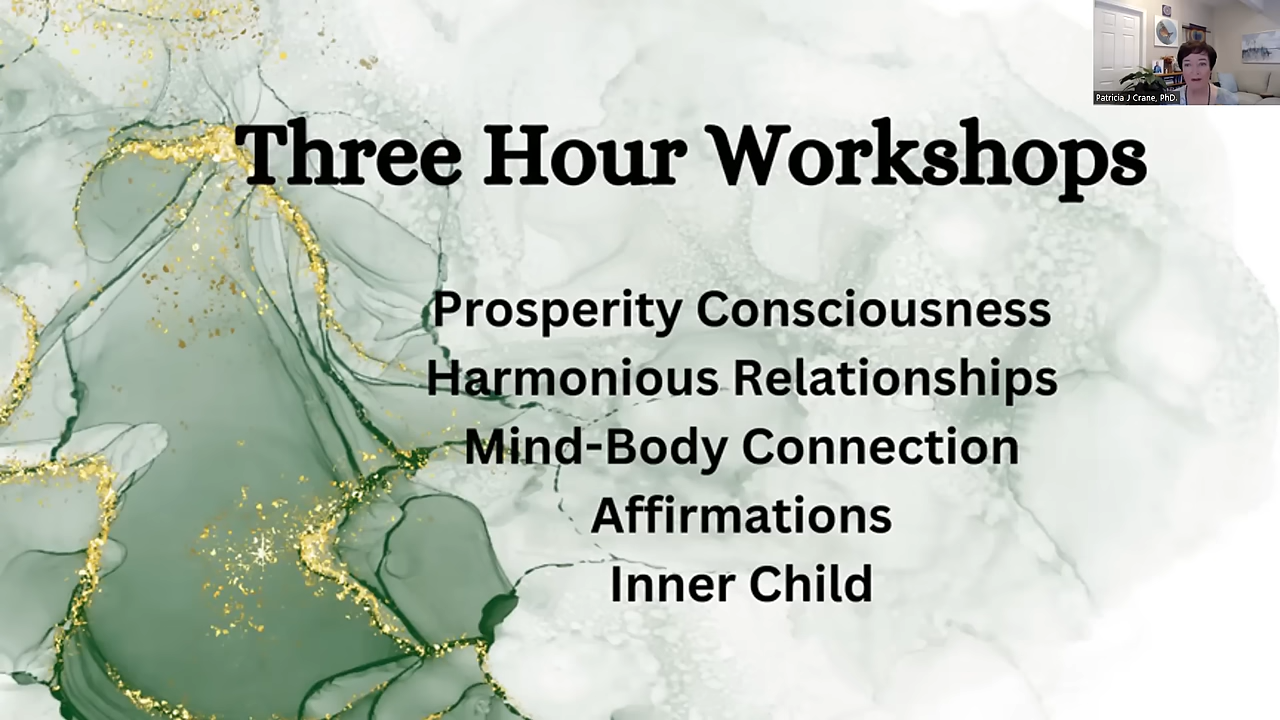 Patricia J Crane, PhD.
Three Hour Workshops
Prosperity Consciousness
Harmonious Relationships
Mind-Body Connection
Affirmations
Inner Child